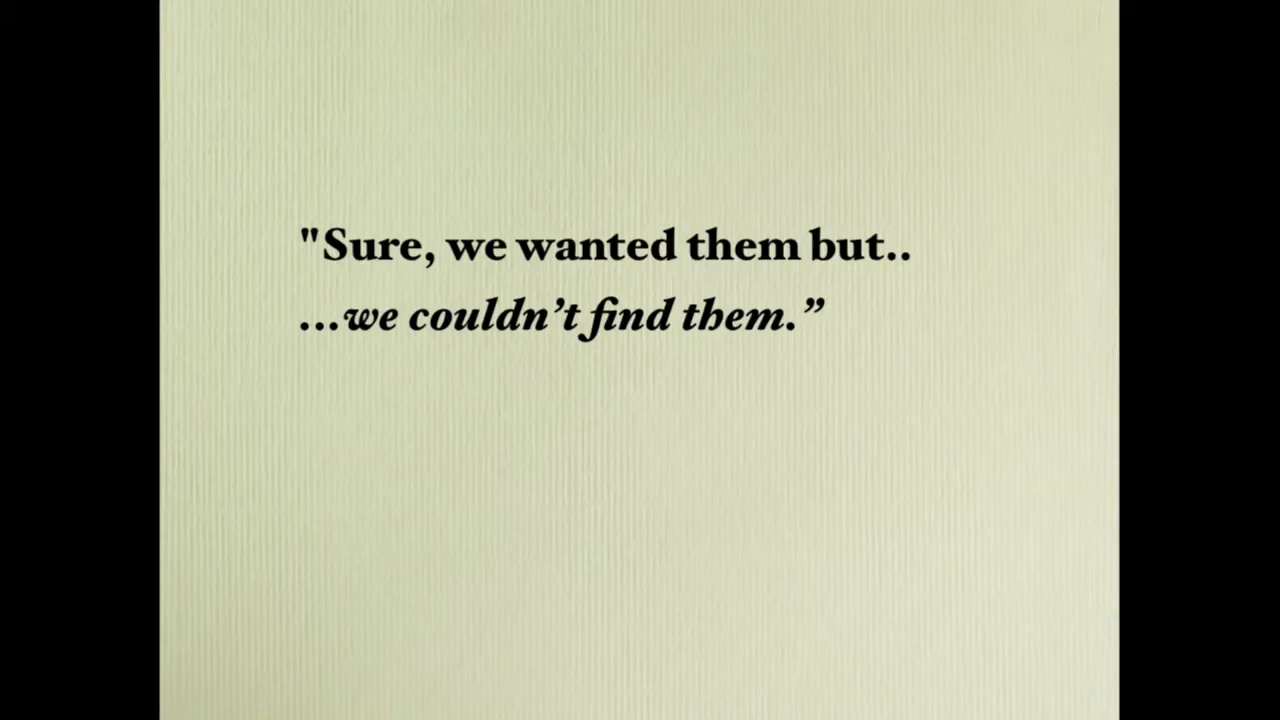 "Sure, we wanted them but..
...we couldn’t find them.”